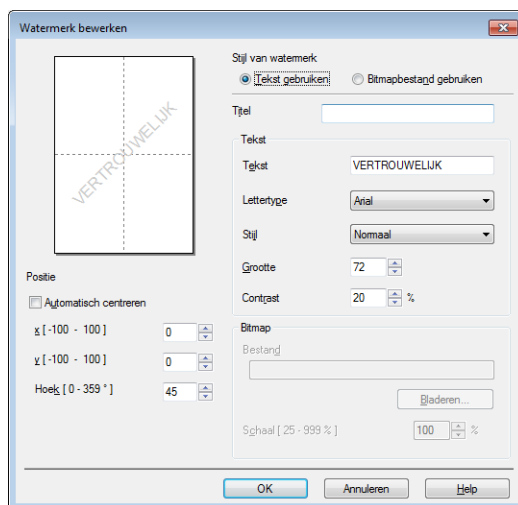 Watermerk bewerken
VERTROUWELIJK
Positie
Automatisch centreren
x [ -100 - 100 ] 0
y [ -100 - 100 ] 0
Hoek [ 0 - 359 ° ] 45
Stijl van watermerk
Tekst gebruiken Bitmapbestand gebruiken
Titel
Tekst
Tekst VERTROUWELIJK
Lettertype Arial
Stijl Normaal
Grootte 72
Contrast 20 %
Bitmap
Bestand
Bladeren...
Schaal [ 25 - 999 % ] 100 %
OK Annuleren Help